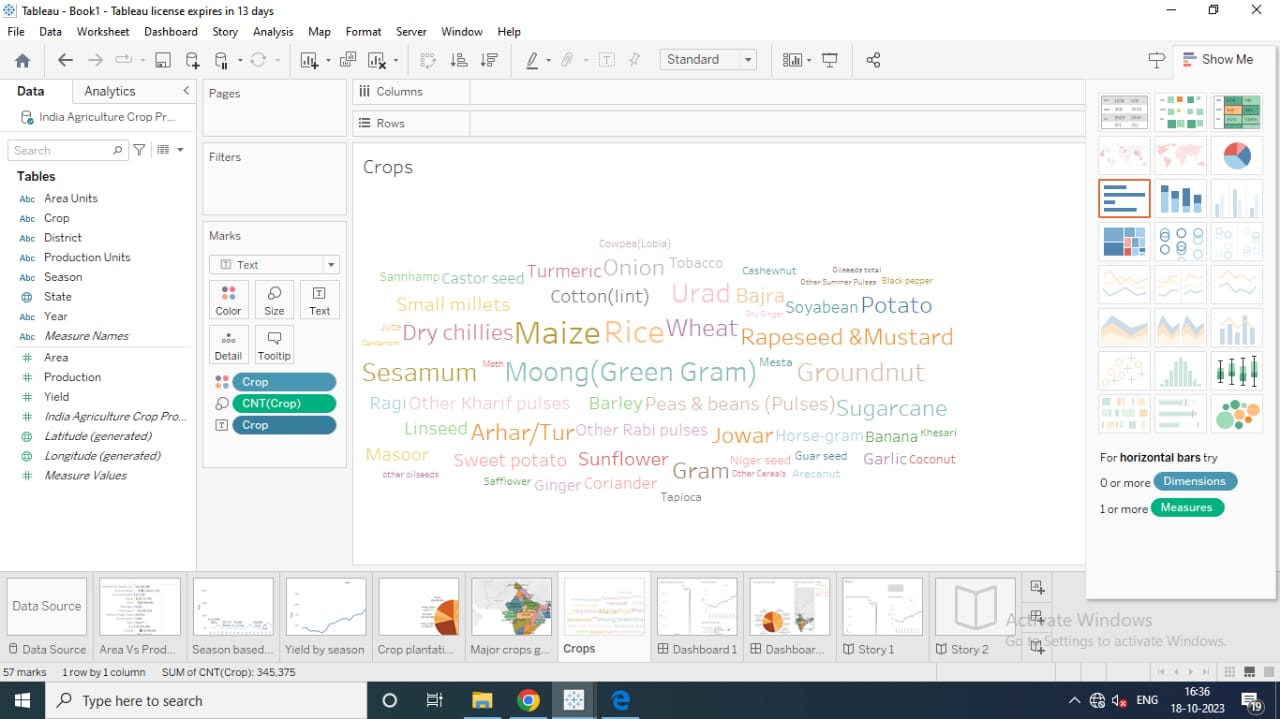 Tableau - Book1 - Tableau license expires in 13 days
File Data Worksheet Dashboard Story Analysis Map Format Server Window Help
Standard
Show Me
Data Analytics
India Agriculture Crop Pr...
Search
Tables
Abc Area Units
Abc Crop
Abc District
Abc Production Units
Abc Season
State
Abc Year
Abc Measure Names
Area
Production
Yield
India Agriculture Crop Pro...
Latitude (generated)
Longitude (generated)
Measure Values
Pages
Filters
Marks
Text
Color Size Text
Detail Tooltip
Crop
CNT(Crop)
Crop
Columns
Rows
Crops
Cowpea(Lobia)
Sannhamp Castor seed Turmeric Onion Tobacco Cashewnut Oilseeds total
Other Summer Pulses Black pepper
Small millets Cotton(lint) Urad Bajra Soyabean Potato
Dry Ginger
Jute Dry chillies Maize Rice Wheat Rapeseed &Mustard
Cardamom
Sesamum Moth Moong(Green Gram) Mesta Groundnut
Ragi Other Kharif pulses Barley Peas & beans (Pulses) Sugarcane
Linseed Arhar/Tur Other Rabi pulses Jowar Horse-gram Banana Khesari
Masoor Sweet potato Sunflower Niger seed Guar seed Garlic Coconut
other oilseeds Safflower Ginger Coriander Gram Other Cereals Arecanut
Tapioca
For horizontal bars try
0 or more Dimensions
1 or more Measures
Data Source
Data Source Area Vs Prod... Season based... Yield by season Crop plantati... Major crops g... Crops Dashboard 1 Dashboar... Story 1 Story 2
Activate Windows
Go to Settings to activate Windows.
57 marks 1 row by 1 column SUM of CNT(Crop): 345,375
Type here to search
ENG
16:36
18-10-2023
19